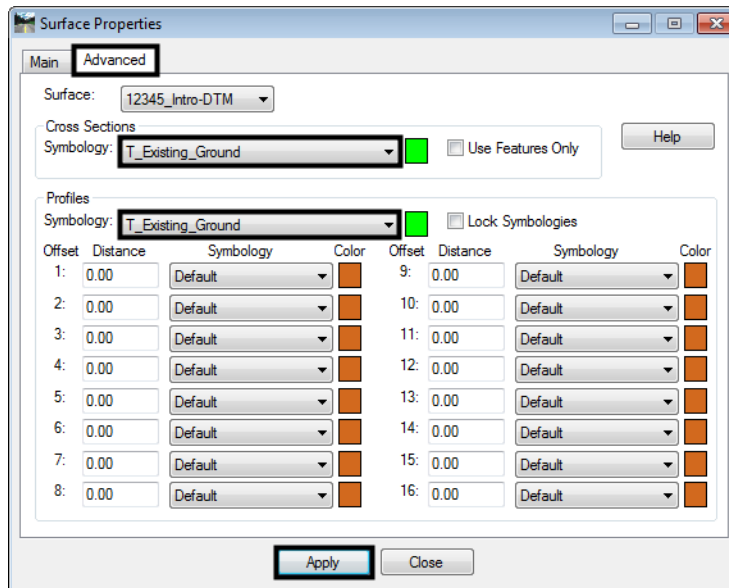 Surface Properties
Main Advanced
Surface: 12345_Intro-DTM
Cross Sections
Symbology: T_Existing_Ground Use Features Only Help
Profiles
Symbology: T_Existing_Ground Lock Symbologies
Offset Distance Symbology Color Offset Distance Symbology Color
1: 0.00 Default 9: 0.00 Default
2: 0.00 Default 10: 0.00 Default
3: 0.00 Default 11: 0.00 Default
4: 0.00 Default 12: 0.00 Default
5: 0.00 Default 13: 0.00 Default
6: 0.00 Default 14: 0.00 Default
7: 0.00 Default 15: 0.00 Default
8: 0.00 Default 16: 0.00 Default
Apply Close